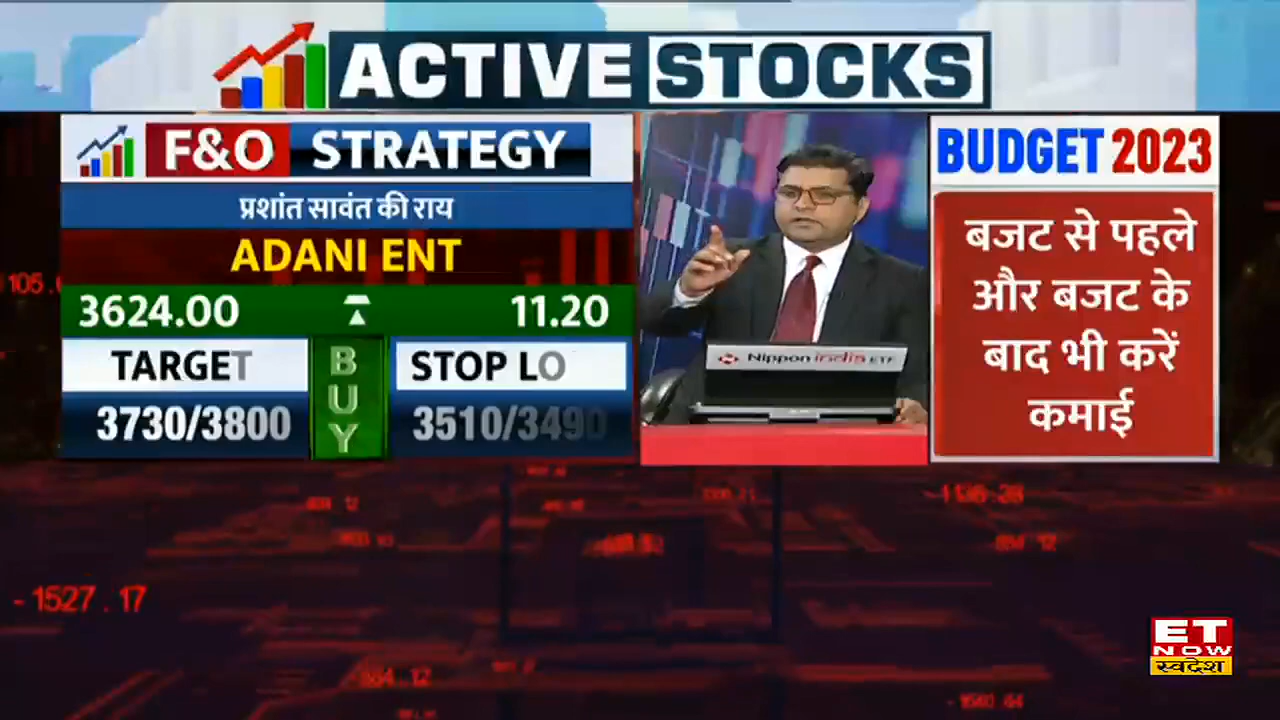 ACTIVE STOCKS
F&O STRATEGY
प्रशांत सावंत की राय
ADANI ENT
3624.00 11.20
TARGET
3730/3800
BUY
STOP LO
3510/3490
Nippon india ETF
BUDGET 2023
बजट से पहले
और बजट के
बाद भी करें
कमाई
105.
- 1527.17
ET
NOW
स्वदेश